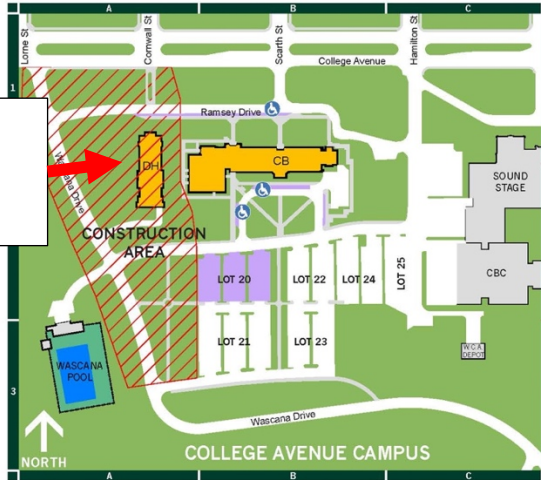 A
B
C
Lorne St
Cornwall St
Scarth St
Hamilton St
College Avenue
1
Ramsey Drive
DH
CB
Wascana Drive
SOUND
STAGE
CONSTRUCTION
AREA
LOT 20
LOT 22
LOT 24
LOT 25
CBC
LOT 21
LOT 23
W.C.A.
DEPOT
WASCANA
POOL
3
Wascana Drive
NORTH
COLLEGE AVENUE CAMPUS
A
B
C